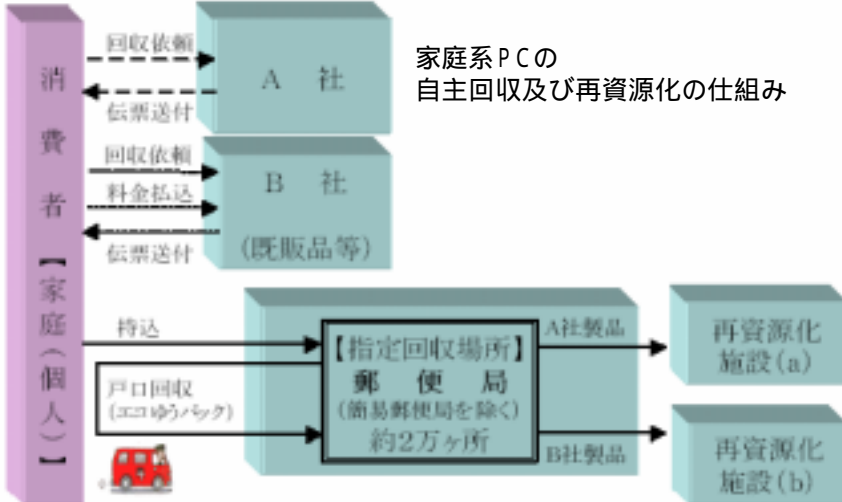 家庭系PCの
自主回収及び再資源化の仕組み
消費者【家庭(個人)】
回収依頼
A 社
伝票送付
回収依頼
料金払込
B 社
(既販品等)
伝票送付
持込
戸口回収
(エコゆうパック)
【指定回収場所】
郵便局
(簡易郵便局を除く)
約2万ヶ所
A社製品
再資源化
施設(a)
B社製品
再資源化
施設(b)